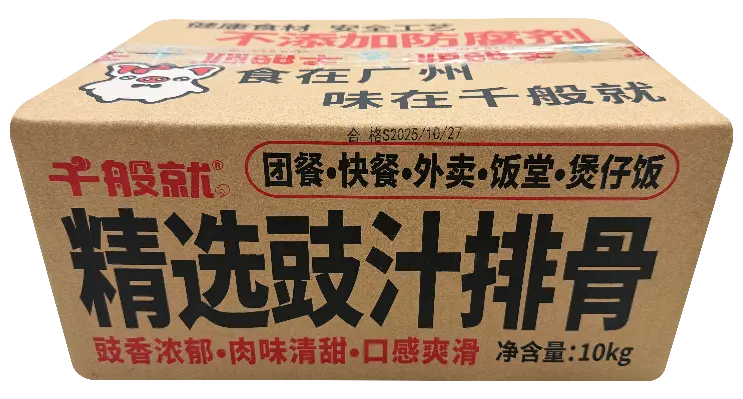 健康食材 安全工艺
不添加防腐剂
食在广州
味在千般就
合 格S2025/10/27
千般就®
团餐·快餐·外卖·饭堂·煲仔饭
精选豉汁排骨
豉香浓郁·肉味清甜·口感爽滑 净含量:10kg